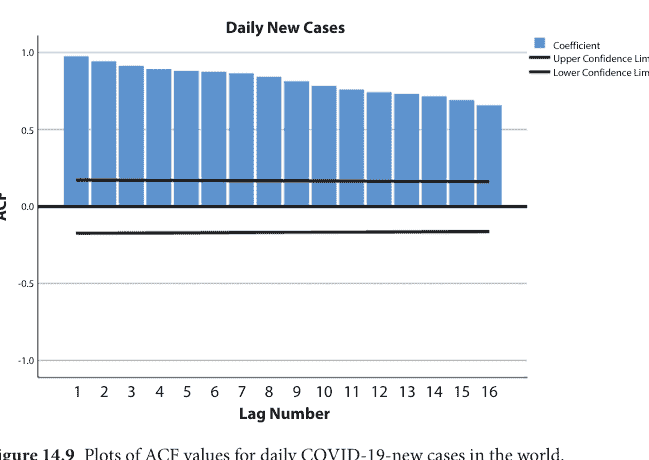 Daily New Cases
Coefficient
Upper Confidence Lim
Lower Confidence Lim
1.0
0.5
0.0
-0.5
-1.0
ACF
1 2 3 4 5 6 7 8 9 10 11 12 13 14 15 16
Lag Number
igure 14.9 Plots of ACF values for daily COVID-19-new cases in the world.